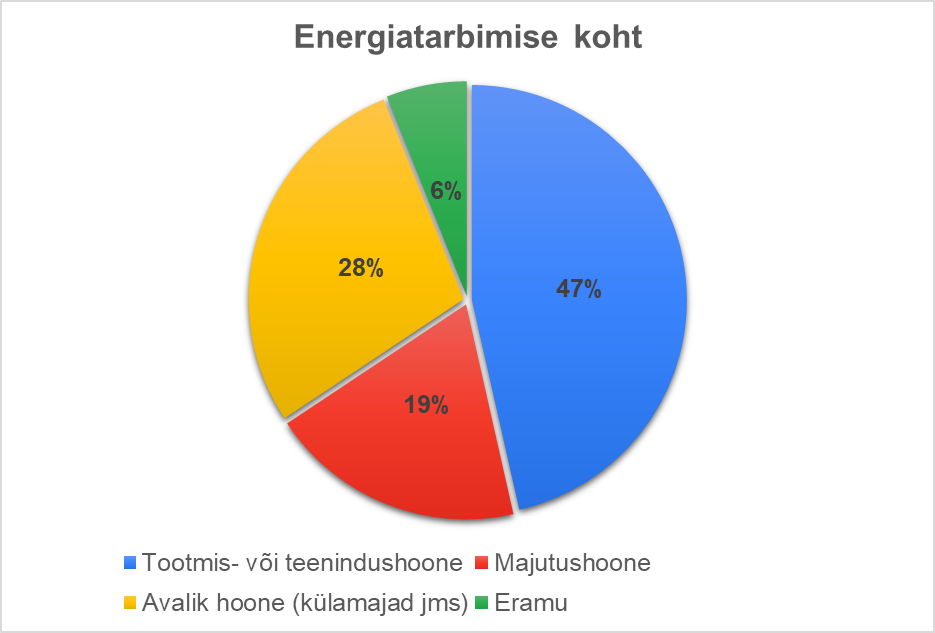 Energiatarbimise koht
6%
28%
47%
19%
Tootmis- või teenindushoone
Majutushoone
Avalik hoone (külamajad jms)
Eramu